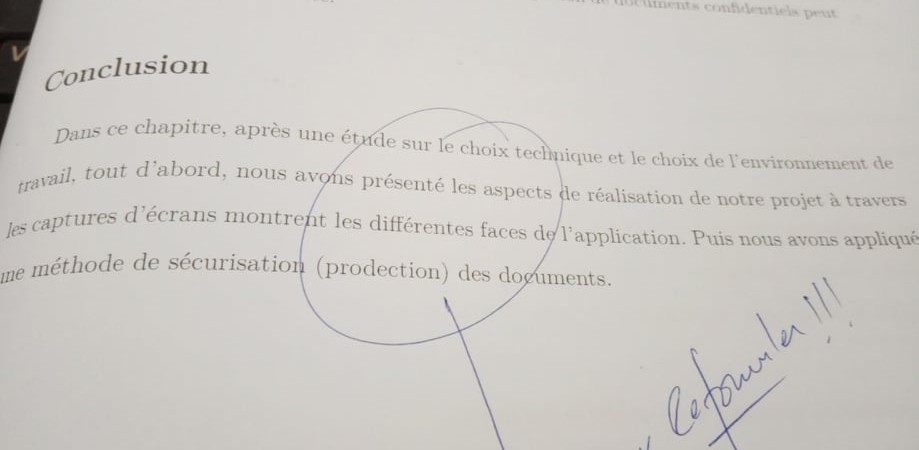 documents confidentiels peut
Conclusion
Dans ce chapitre, après une étude sur le choix technique et le choix de l'environnement de
travail, tout d'abord, nous avons présenté les aspects de réalisation de notre projet à travers
les captures d'écrans montrent les différentes faces de l'application. Puis nous avons appliqué
une méthode de sécurisation (prodection) des documents.
Reformuler !!!